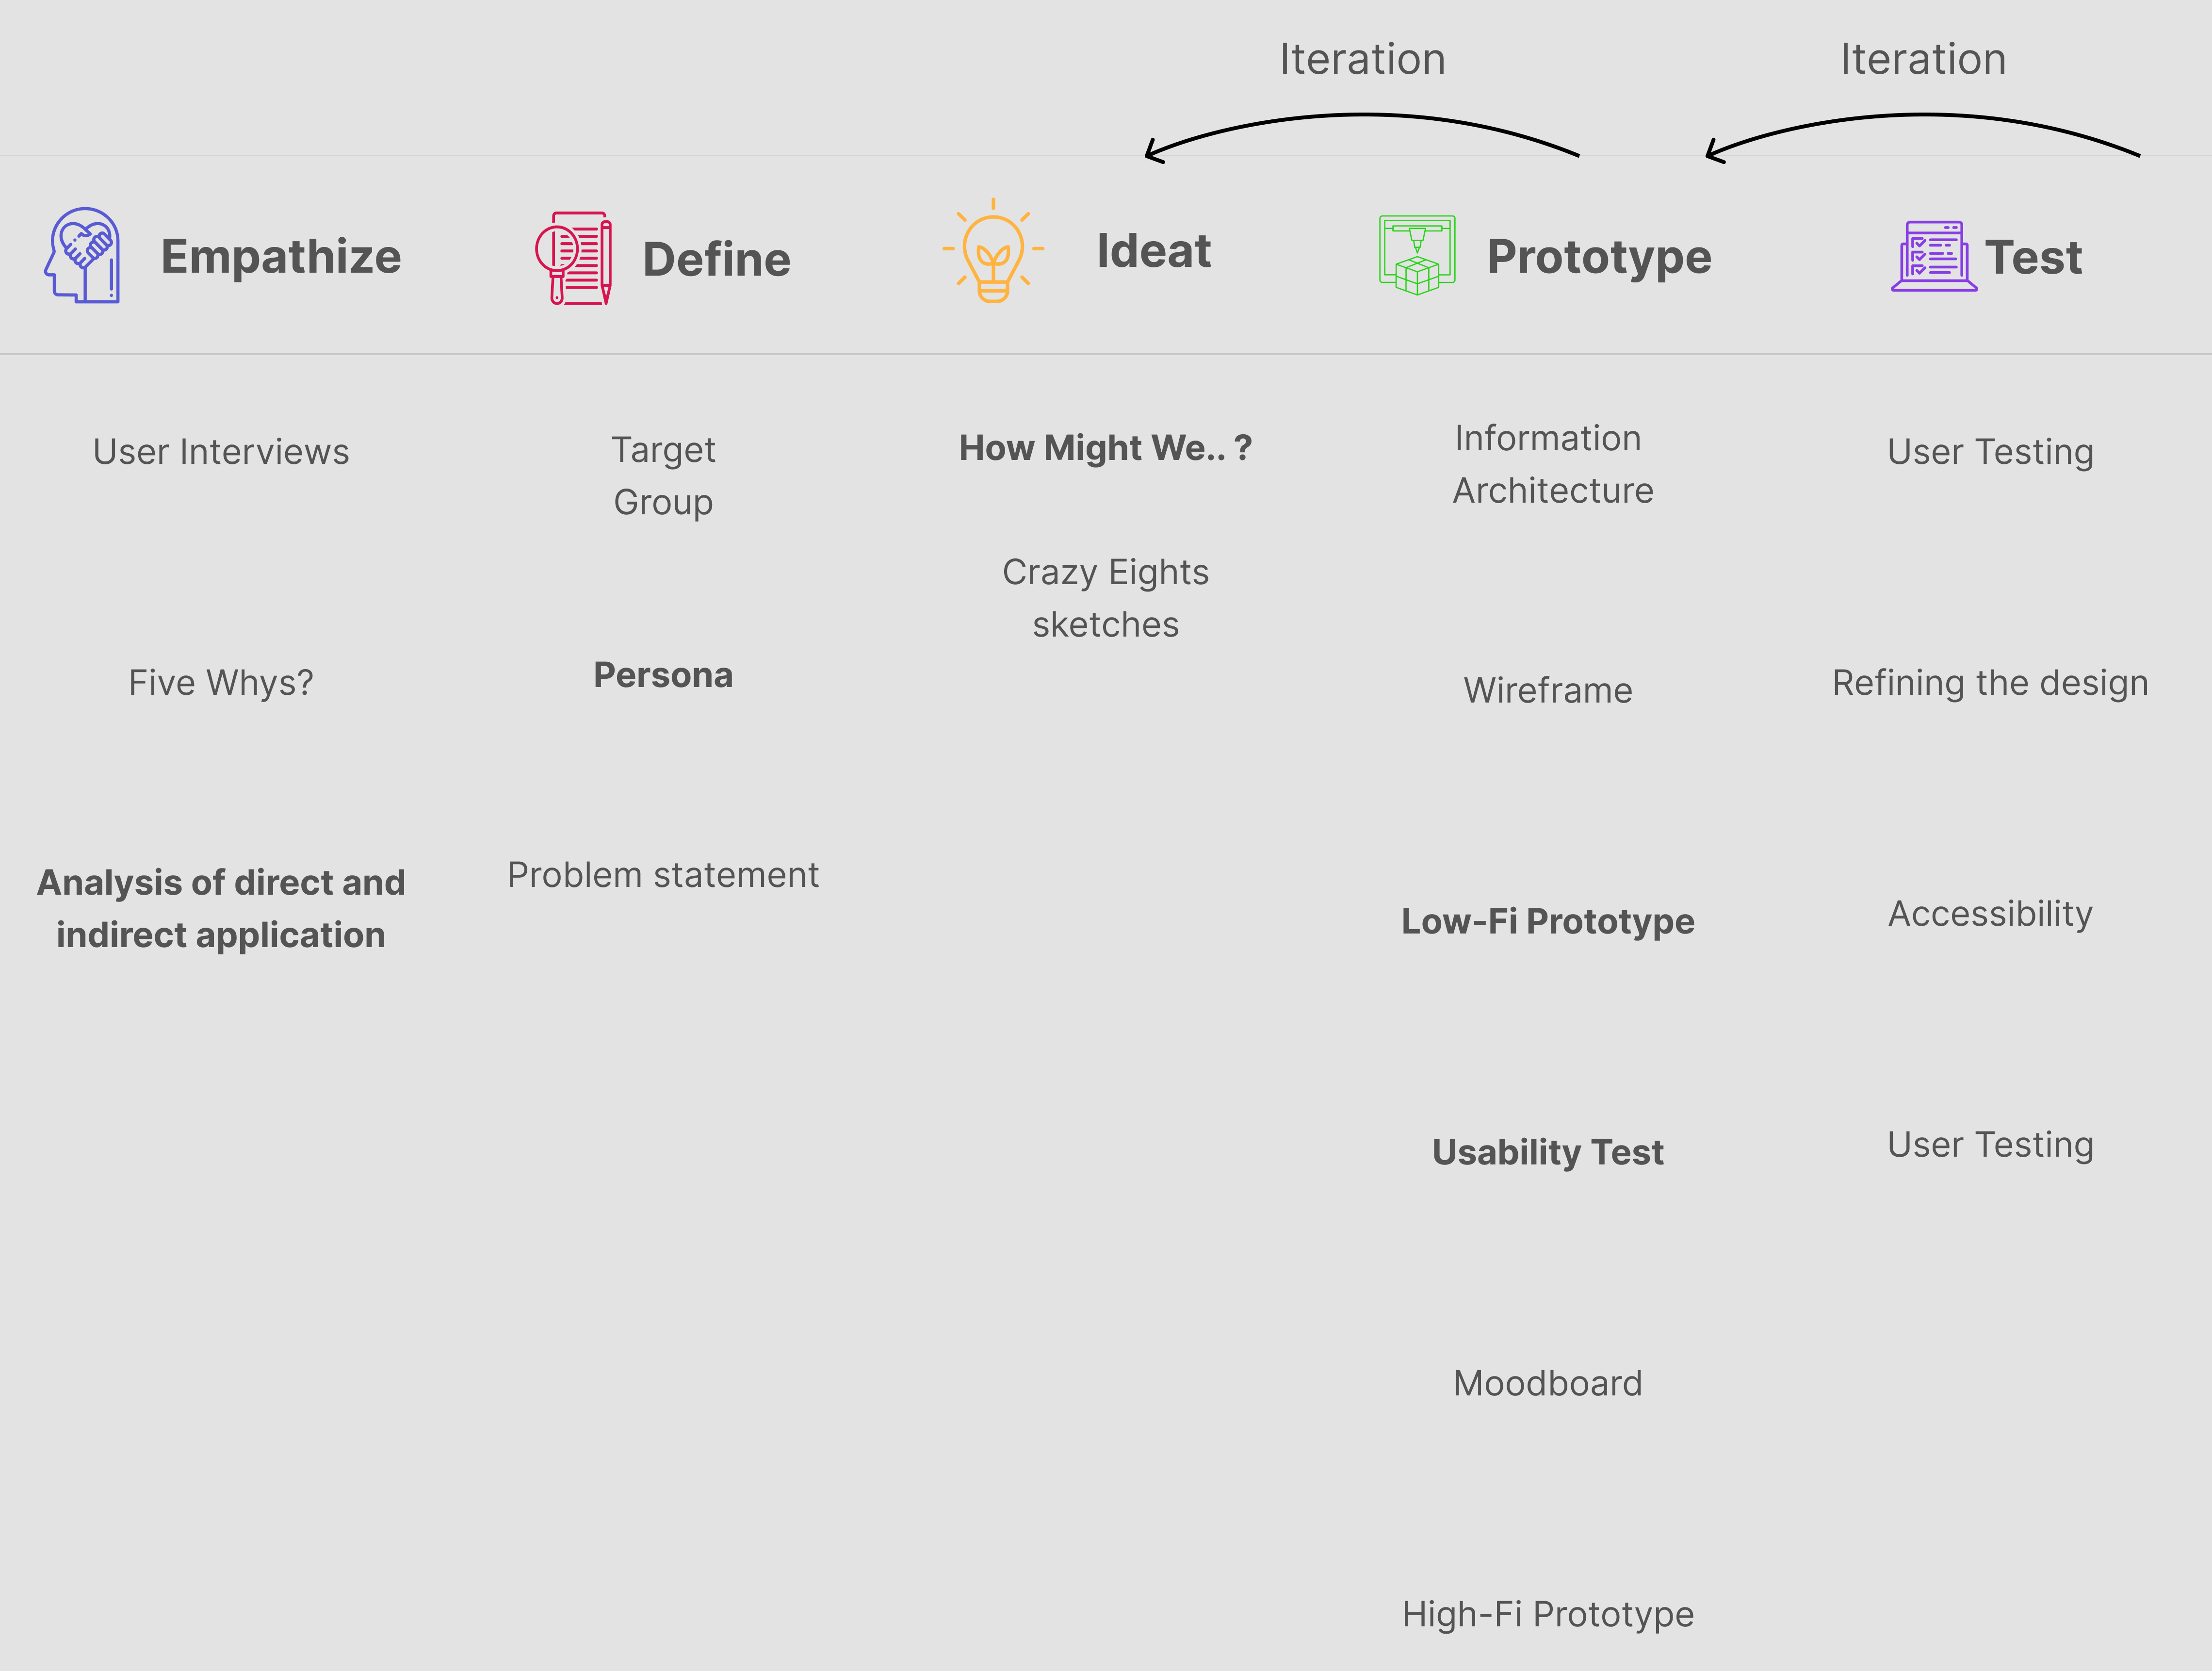 Iteration
Iteration
Empathize
Define
Ideat
Prototype
Test
User Interviews
Five Whys?
Analysis of direct and
indirect application
Target
Group
Persona
Problem statement
How Might We.. ?
Crazy Eights
sketches
Information
Architecture
Wireframe
Low-Fi Prototype
Usability Test
Moodboard
High-Fi Prototype
User Testing
Refining the design
Accessibility
User Testing